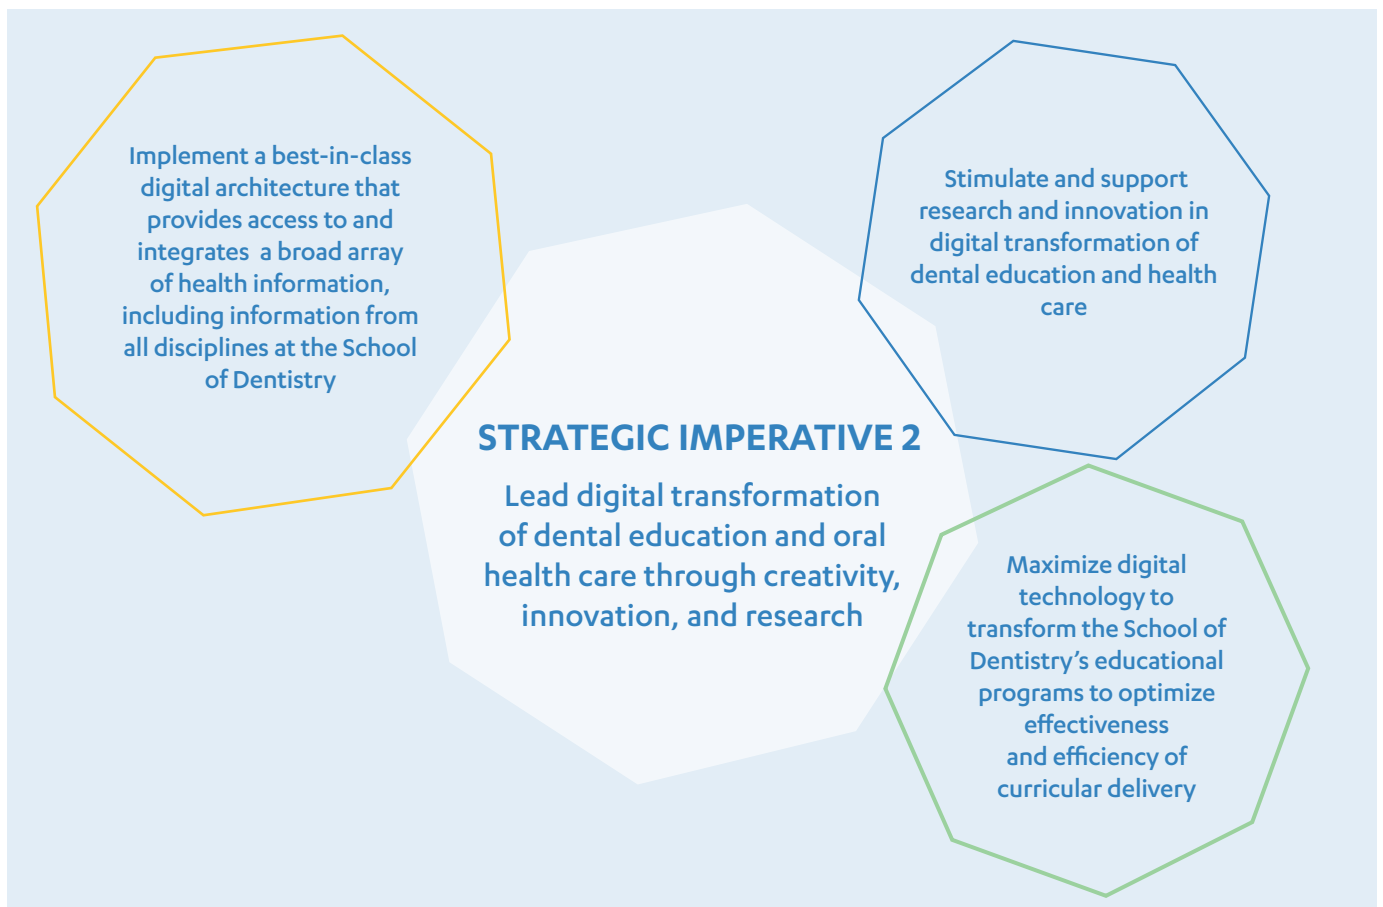 Implement a best-in-class
digital architecture that
provides access to and
integrates  a broad array
of health information,
including information from
all disciplines at the School
of Dentistry
Stimulate and support
research and innovation in
digital transformation of
dental education and health
care
STRATEGIC IMPERATIVE 2
Lead digital transformation
of dental education and oral
health care through creativity,
innovation, and research
Maximize digital
technology to
transform the School of
Dentistry’s educational
programs to optimize
effectiveness
and efficiency of
curricular delivery